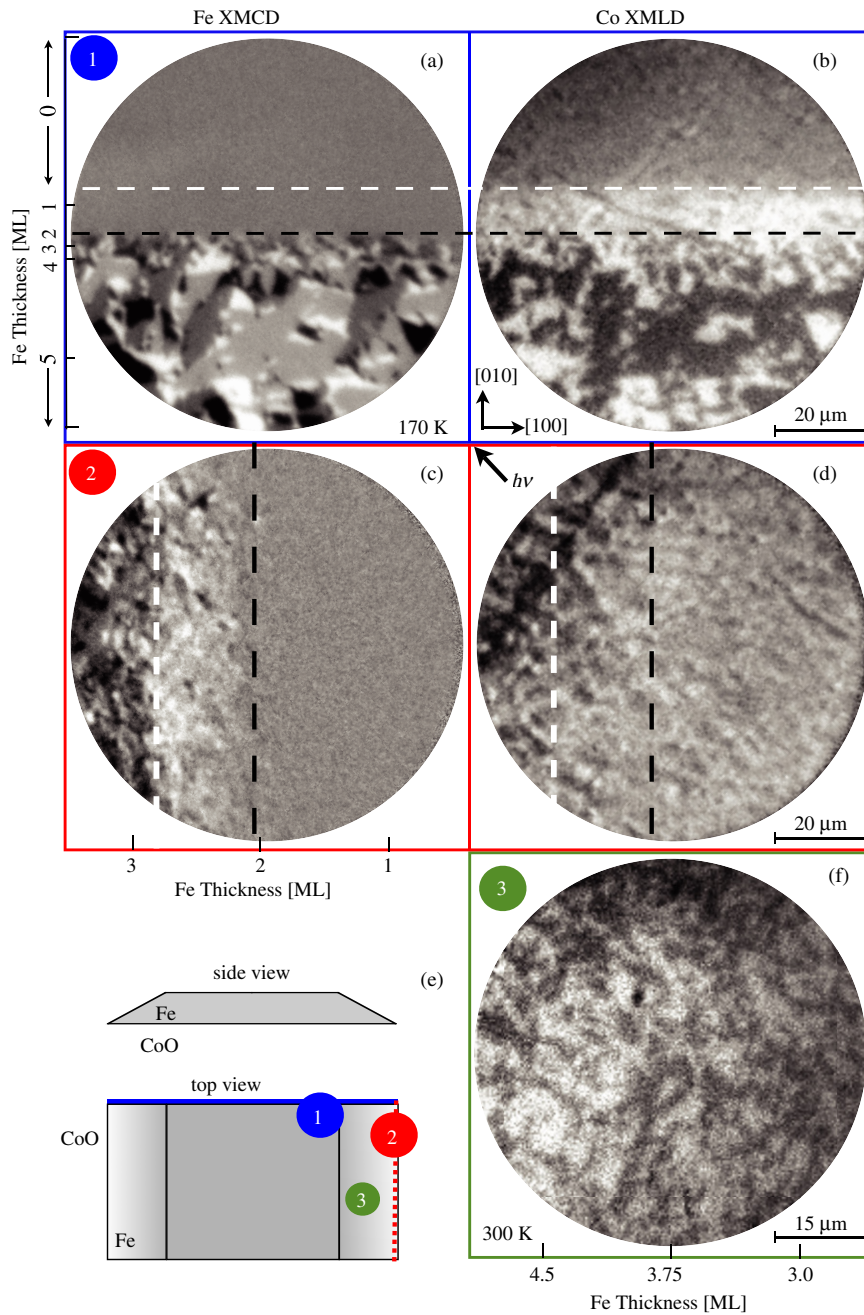 Fe XMCD
Co XMLD
1
(a)
(b)
Fe Thickness [ML]
0
1
2
3
4
5
170 K
[010]
[100]
20 μm
2
(c)
hν
(d)
20 μm
3
2
1
Fe Thickness [ML]
3
(f)
300 K
15 μm
4.5
3.75
3.0
Fe Thickness [ML]
(e)
side view
Fe
CoO
top view
CoO
1
2
3
Fe